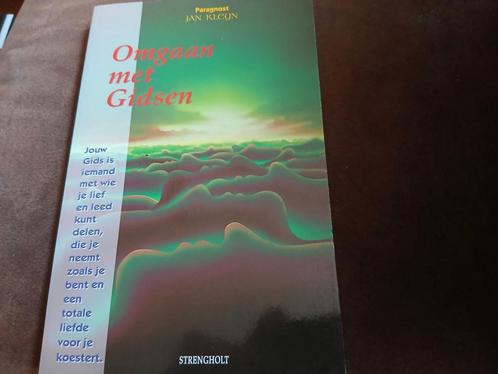 Paragnost
JAN KLEIJN
Omgaan
met
Gidsen
Jouw
Gids is
iemand
met wie
je lief
en leed
kunt
delen,
die je
neemt
zoals je
bent en
een
totale
liefde
voor je
koestert.
STRENGHOLT